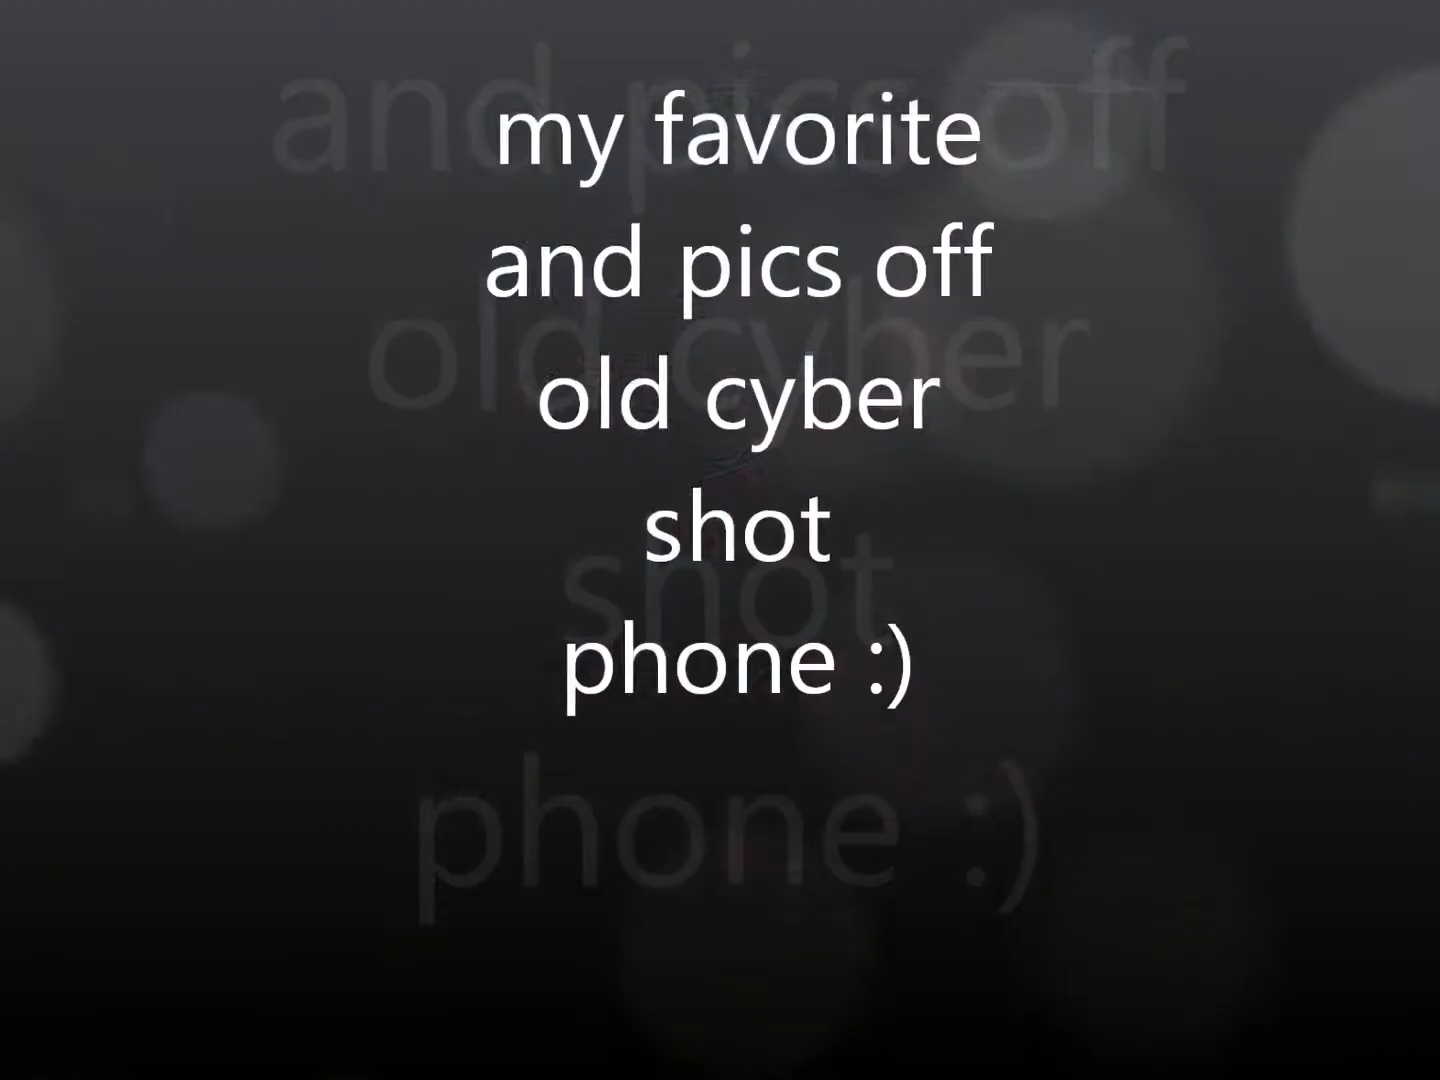 my favorite
and pics off
old cyber
shot
phone :)